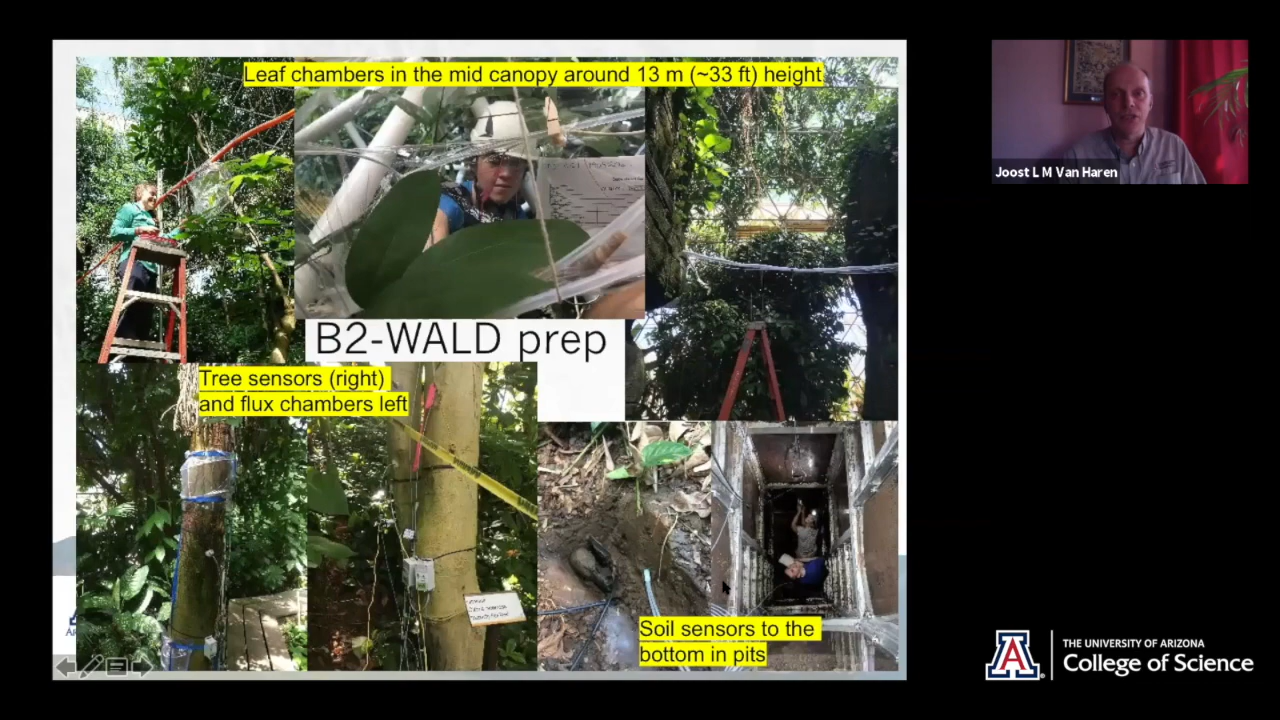 Leaf chambers in the mid canopy around 13 m (~33 ft) height
Joost L M Van Haren
B2-WALD prep
Tree sensors (right)
and flux chambers left
Soil sensors to the
bottom in pits
A
THE UNIVERSITY OF ARIZONA
College of Science